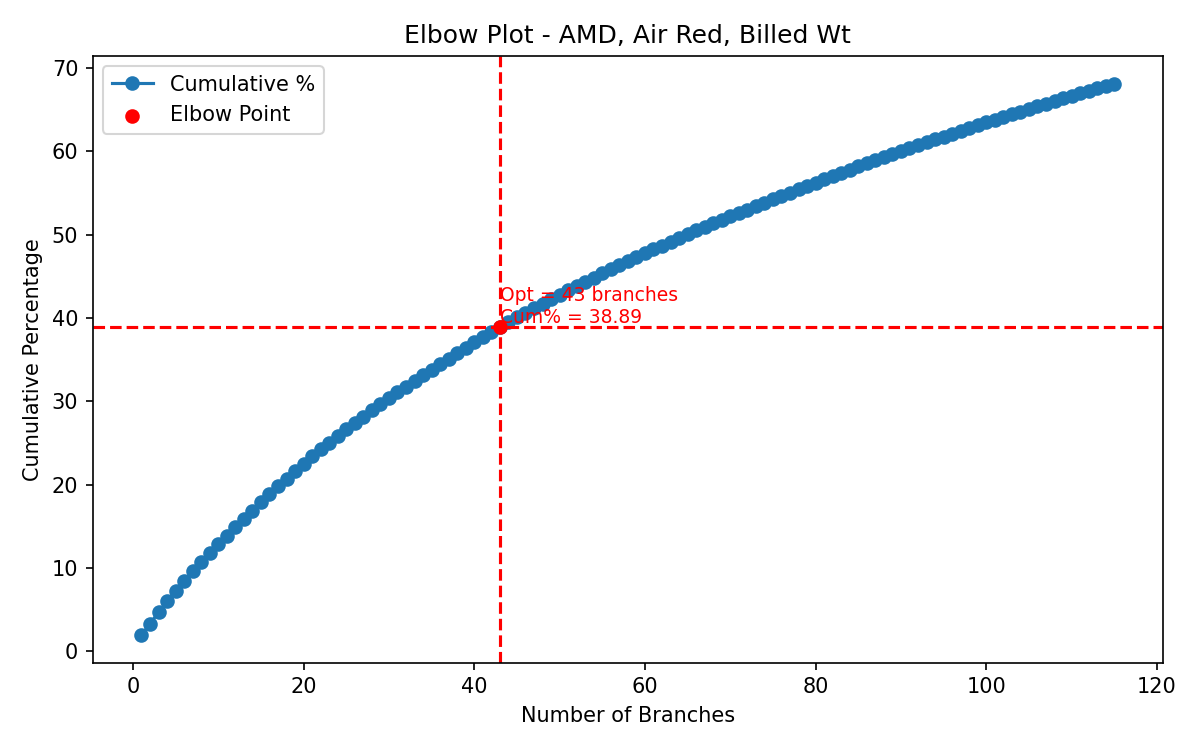 Elbow Plot - AMD, Air Red, Billed Wt
Cumulative %
Elbow Point
Cumulative Percentage
70
60
50
40
30
20
10
0
Opt = 43 branches
Cum% = 38.89
0 20 40 60 80 100 120
Number of Branches